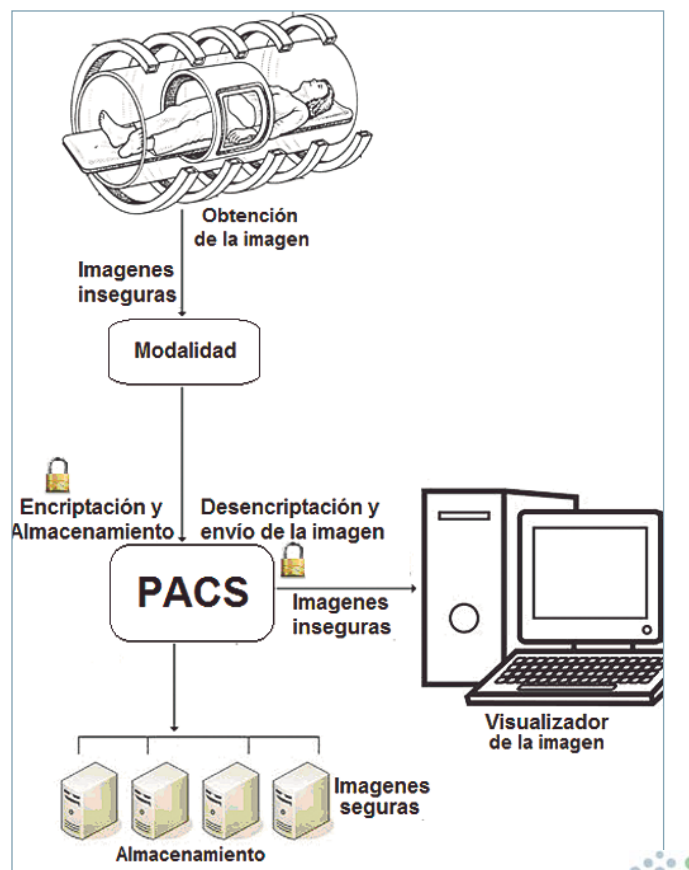 Obtención
de la imagen
Imagenes
inseguras
Modalidad
Encriptación y
Almacenamiento
Desencriptación y
envío de la imagen
PACS
Imagenes
inseguras
Visualizador
de la imagen
Imagenes
seguras
Almacenamiento